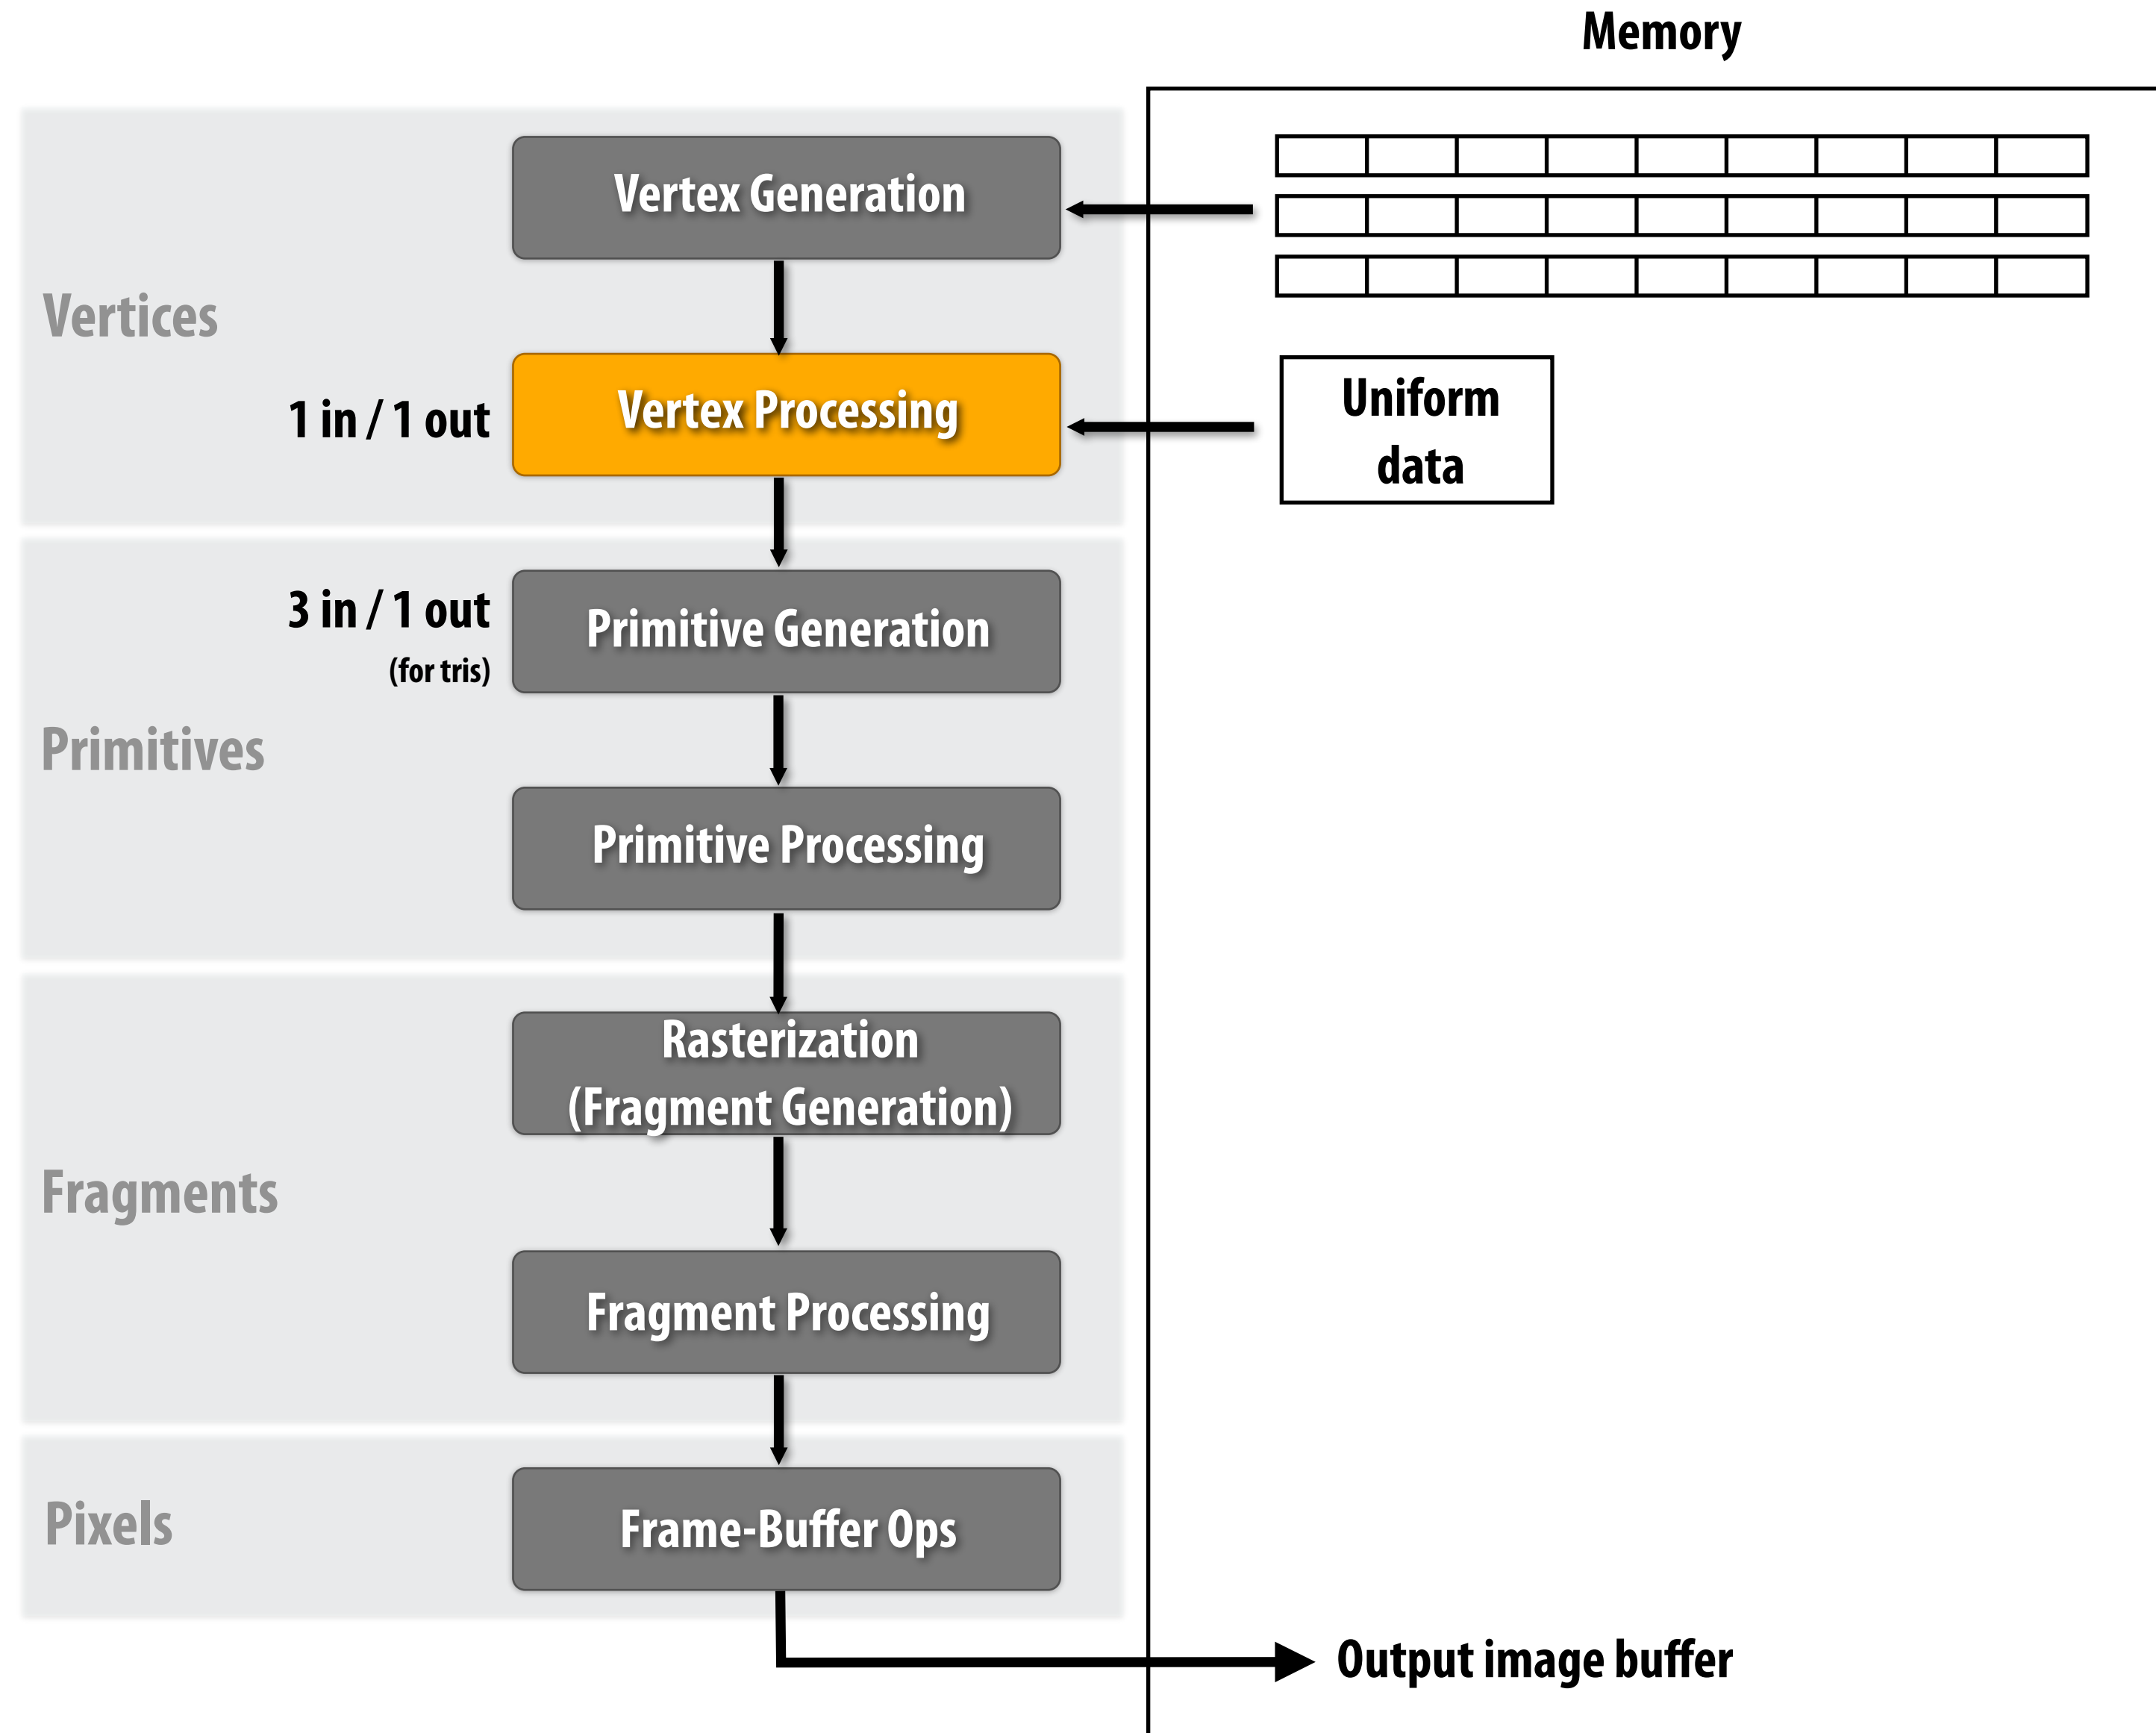 Memory
Vertex Generation
Vertices
1 in / 1 out
Vertex Processing
Uniform
data
3 in / 1 out
(for tris)
Primitive Generation
Primitives
Primitive Processing
Rasterization
(Fragment Generation)
Fragments
Fragment Processing
Pixels
Frame-Buffer Ops
Output image buffer